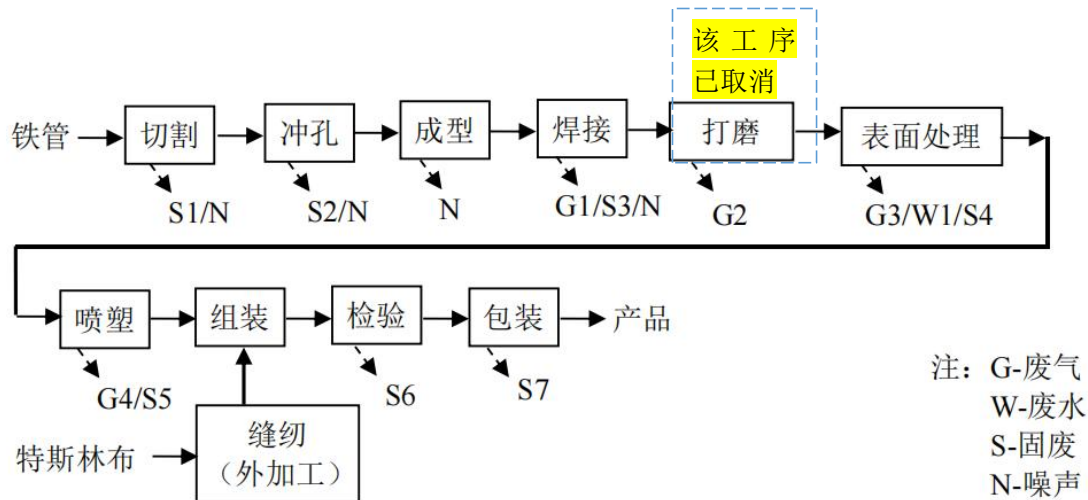 该工序
已取消
铁管
切割
冲孔
成型
焊接
打磨
表面处理
S1/N
S2/N
N
G1/S3/N
G2
G3/W1/S4
喷塑
组装
检验
包装
产品
G4/S5
S6
S7
特斯林布
缝纫
（外加工）
注：G-废气
W-废水
S-固废
N-噪声